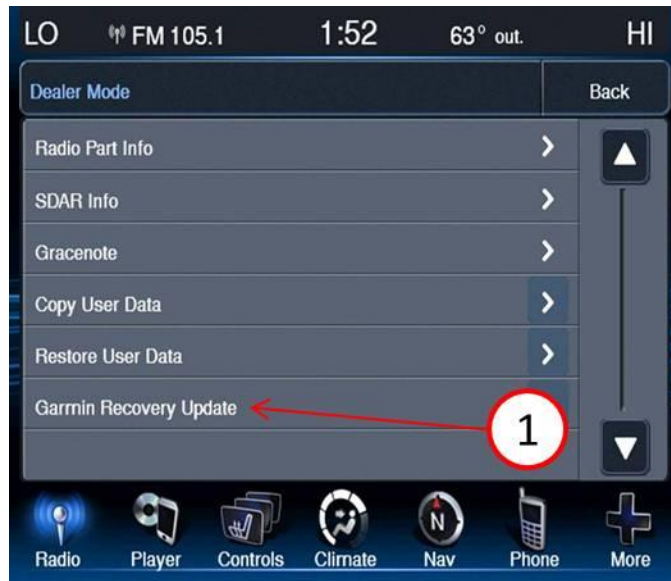 LO FM 105.1 1:52 63° out. HI
Dealer Mode Back
Radio Part Info
SDAR Info
Gracenote
Copy User Data
Restore User Data
Garmin Recovery Update
1
N
Radio Player Controls Climate Nav Phone More